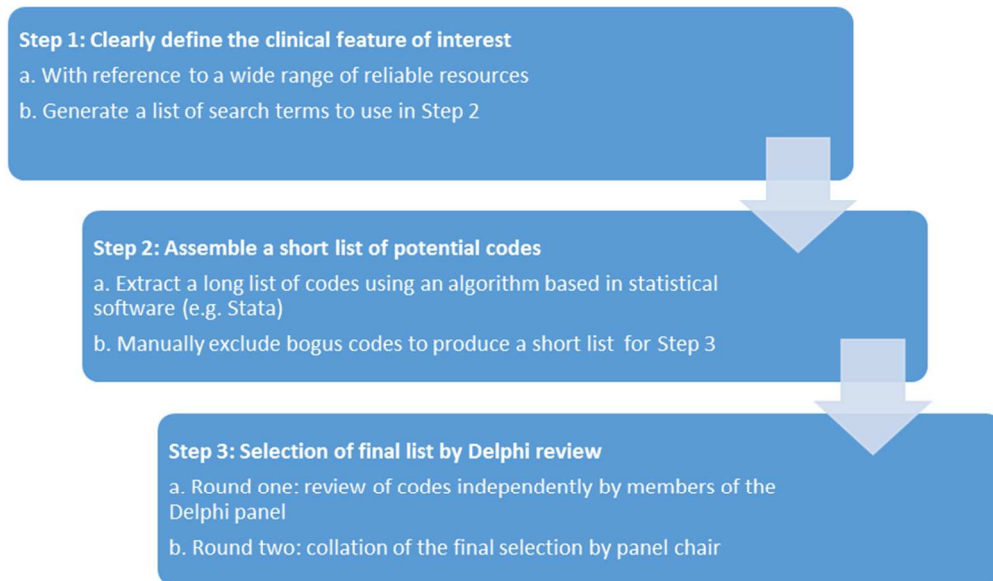 Step 1: Clearly define the clinical feature of interest
a. With reference to a wide range of reliable resources
b. Generate a list of search terms to use in Step 2
Step 2: Assemble a short list of potential codes
a. Extract a long list of codes using an algorithm based in statistical
software (e.g. Stata)
b. Manually exclude bogus codes to produce a short list for Step 3
Step 3: Selection of final list by Delphi review
a. Round one: review of codes independently by members of the
Delphi panel
b. Round two: collation of the final selection by panel chair